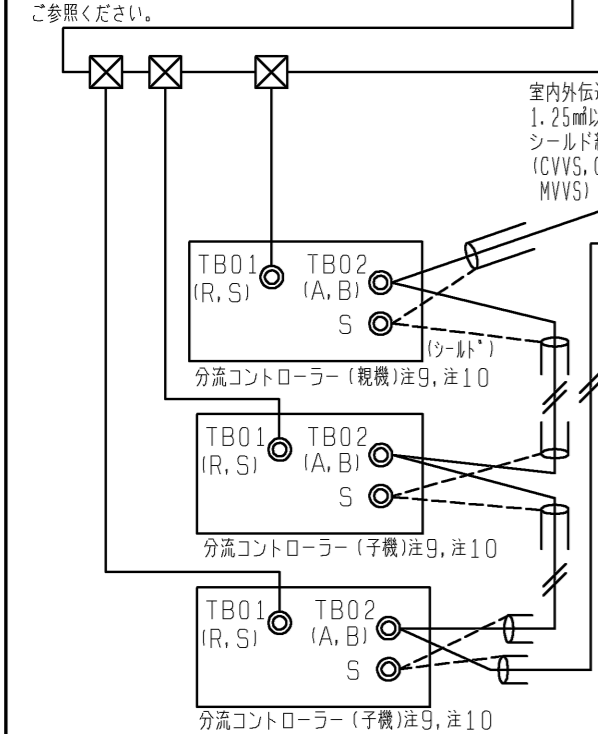 ご参照ください。
室内外伝
1.25㎟以
シールド
(CVVS,
MVVS)
TB01 TB02
(R,S) (A,B)
S
(シールド)
分流コントローラー(親機)注9,注10
TB01 TB02
(R,S) (A,B)
S
分流コントローラー(子機)注9,注10
TB01 TB02
(R,S) (A,B)
S
分流コントローラー(子機)注9,注10